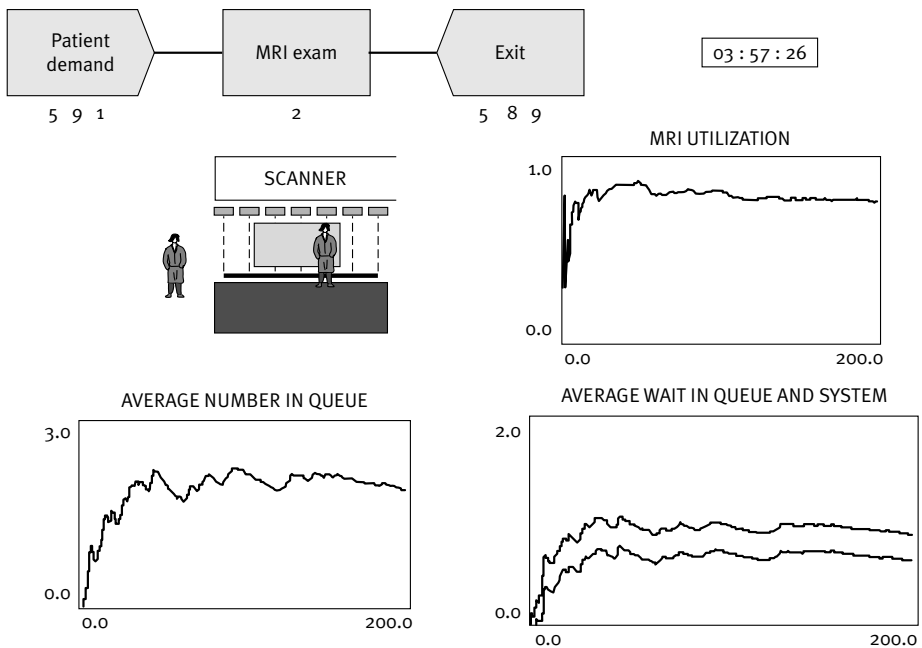 Patient
demand
MRI exam
Exit
03 : 57 : 26
5 9 1
2
5 8 9
MRI UTILIZATION
1.0
SCANNER
0.0
0.0 200.0
AVERAGE NUMBER IN QUEUE
3.0
0.0
0.0 200.0
AVERAGE WAIT IN QUEUE AND SYSTEM
2.0
0.0
0.0 200.0